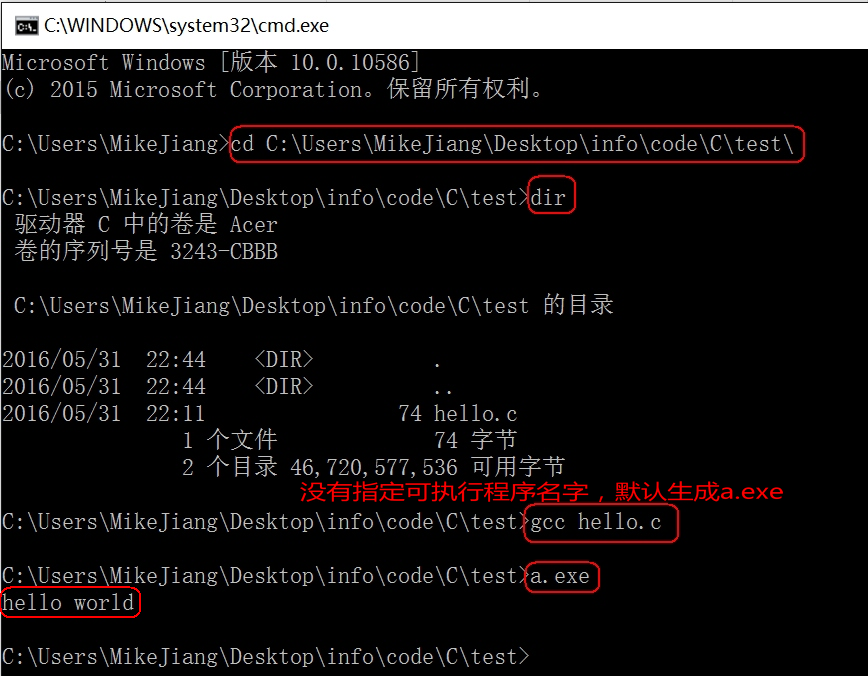 C:\WINDOWS\system32\cmd.exe
Microsoft Windows [版本 10.0.10586]
(c) 2015 Microsoft Corporation。保留所有权利。
C:\Users\MikeJiang>cd C:\Users\MikeJiang\Desktop\info\code\C\test\
C:\Users\MikeJiang\Desktop\info\code\C\test>dir
驱动器 C 中的卷是 Acer
卷的序列号是 3243-CBBB
C:\Users\MikeJiang\Desktop\info\code\C\test 的目录
2016/05/31  22:44    <DIR>          .
2016/05/31  22:44    <DIR>          ..
2016/05/31  22:11                74 hello.c
1 个文件             74 字节
2 个目录 46,720,577,536 可用字节
没有指定可执行程序名字，默认生成a.exe
C:\Users\MikeJiang\Desktop\info\code\C\test>gcc hello.c
C:\Users\MikeJiang\Desktop\info\code\C\test>a.exe
hello world
C:\Users\MikeJiang\Desktop\info\code\C\test>